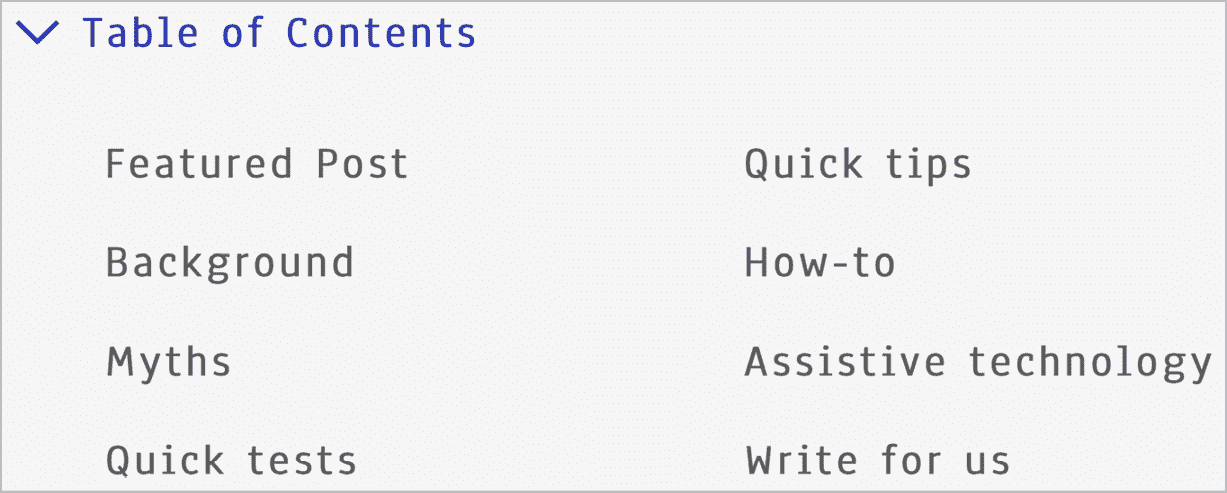 Table of Contents
Featured Post
Background
Myths
Quick tests
Quick tips
How-to
Assistive technology
Write for us